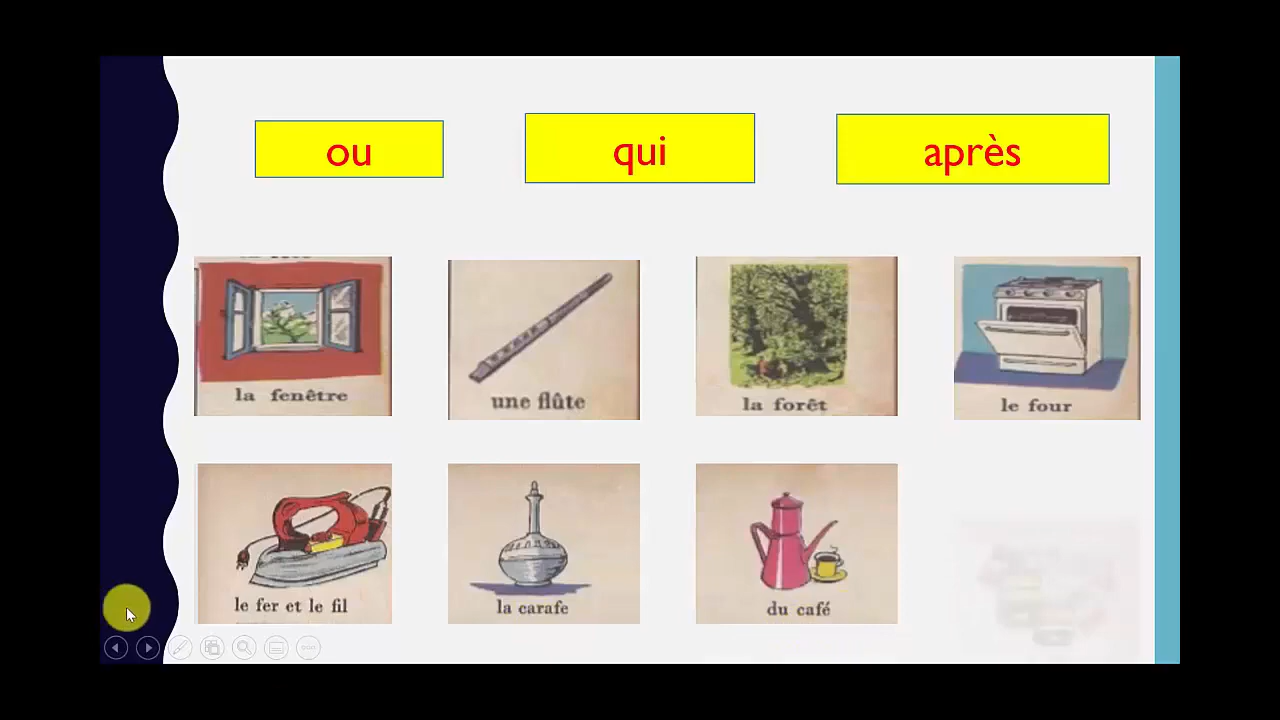 ou
qui
après
la fenêtre
une flûte
la forêt
le four
le fer et le fil
la carafe
du café